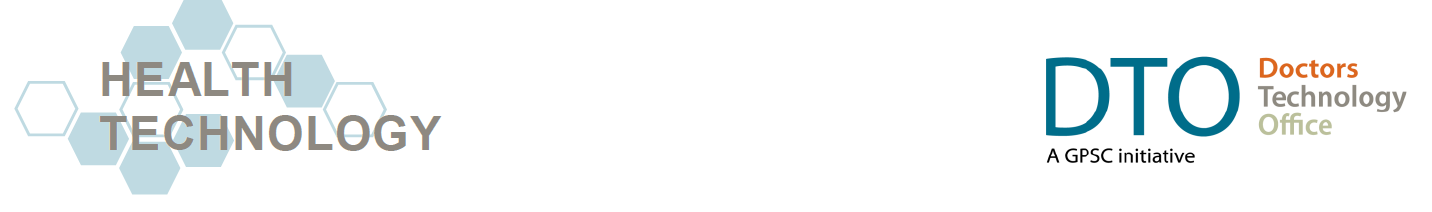 HEALTH
TECHNOLOGY
DTO
Doctors
Technology
Office
A GPSC initiative